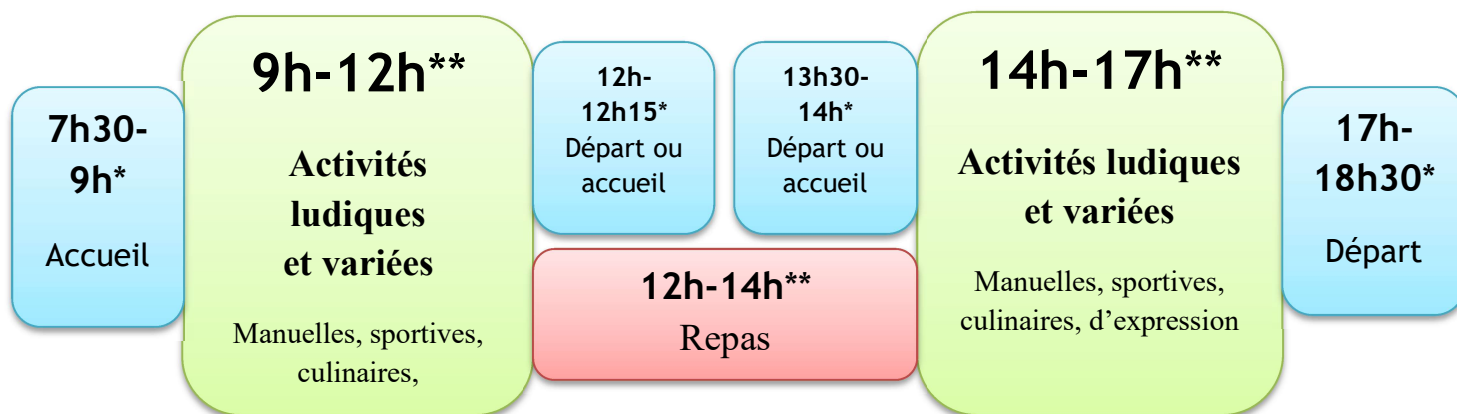 7h30-
9h*
Accueil
9h-12h**
Activités
ludiques
et variées
Manuelles, sportives,
culinaires,
12h-
12h15*
Départ ou
accueil
13h30-
14h*
Départ ou
accueil
12h-14h**
Repas
14h-17h**
Activités ludiques
et variées
Manuelles, sportives,
culinaires, d’expression
17h-
18h30*
Départ